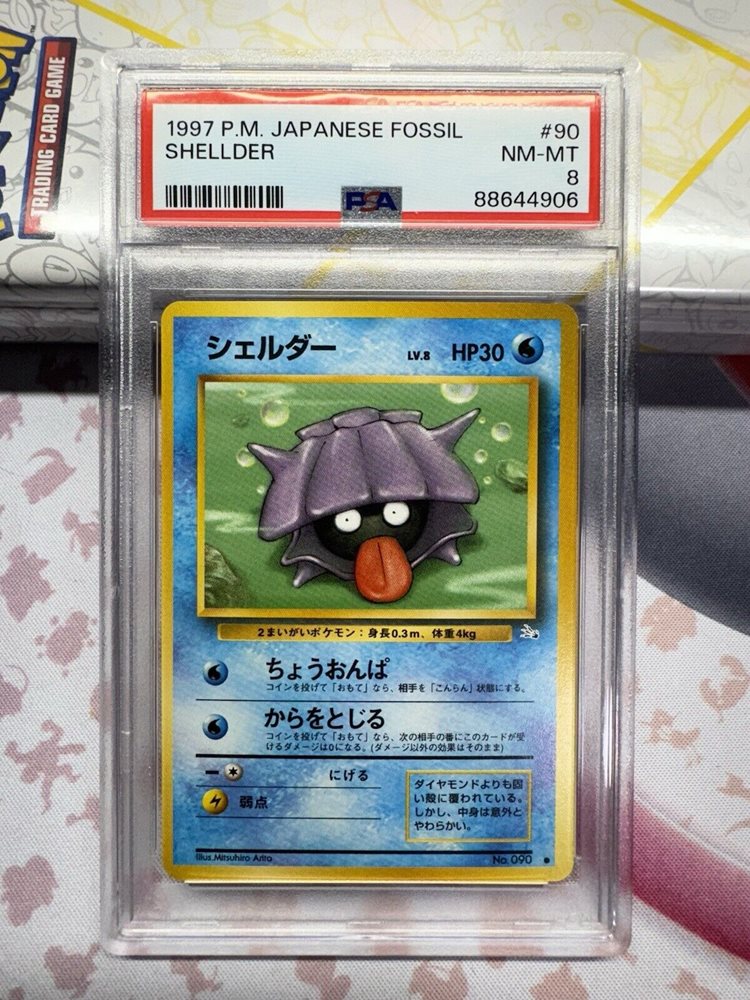 TRADING CARD GAME
1997 P.M. JAPANESE FOSSIL #90
SHELLDER NM-MT
8
PSA 88644906
シェルダー LV.8 HP30
2まいがいポケモン：身長0.3m、体重4kg
ちょうおんぱ
コインを投げて「おもて」なら、相手を「こんらん」状態にする。
からをとじる
コインを投げて「おもて」なら、次の相手の番にこのカードが受
けるダメージは0になる。(ダメージ以外の効果はそのまま)
にげる
弱点
ダイヤモンドよりも固
い殻に覆われている。
しかし、中身は意外と
やわらかい。
Illus.Mitsuhiro Arita No. 090